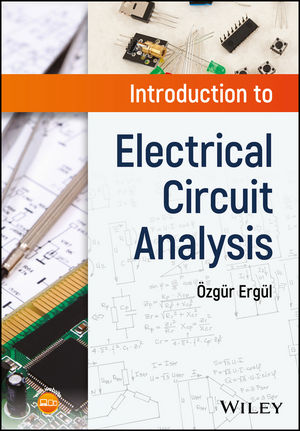 Introduction to
Electrical
Circuit
Analysis
Özgür Ergül
WILEY